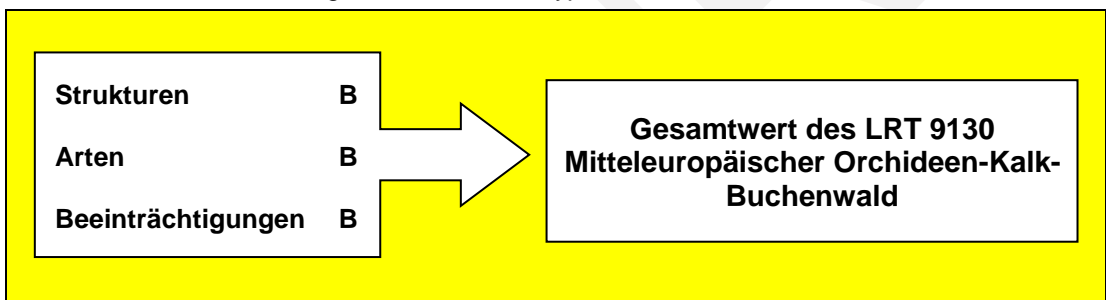 Strukturen B
Arten B
Beeinträchtigungen B
Gesamtwert des LRT 9130
Mitteleuropäischer Orchideen-Kalk-
Buchenwald